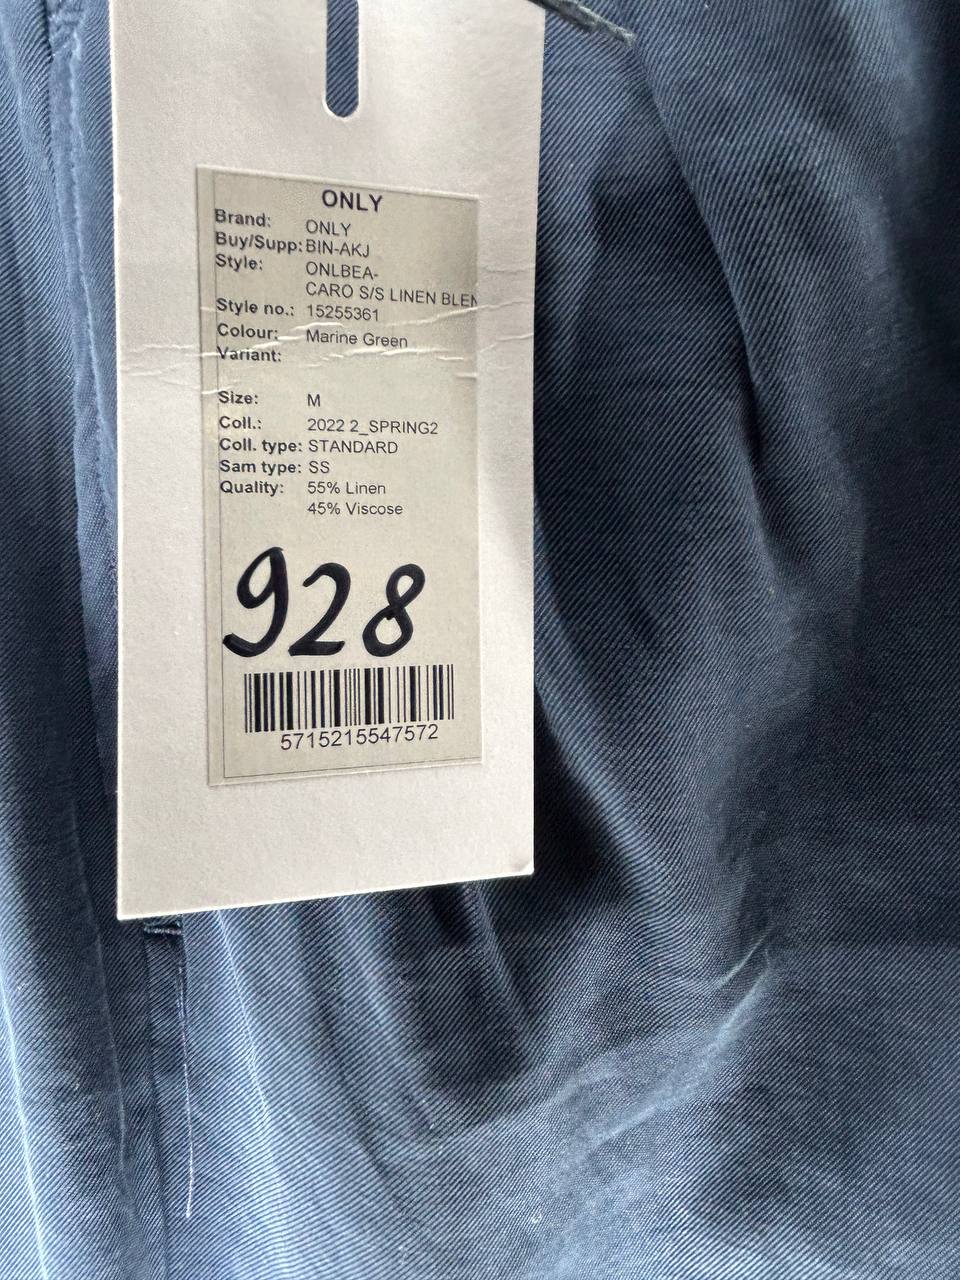 ONLY
Brand: ONLY
Buy/Supp: BIN-AKJ
Style: ONLBEA-
CARO S/S LINEN BLEN
Style no.: 15255361
Colour: Marine Green
Variant:
Size: M
Coll.: 2022 2_SPRING2
Coll. type: STANDARD
Sam type: SS
Quality: 55% Linen
45% Viscose
928
5715215547572